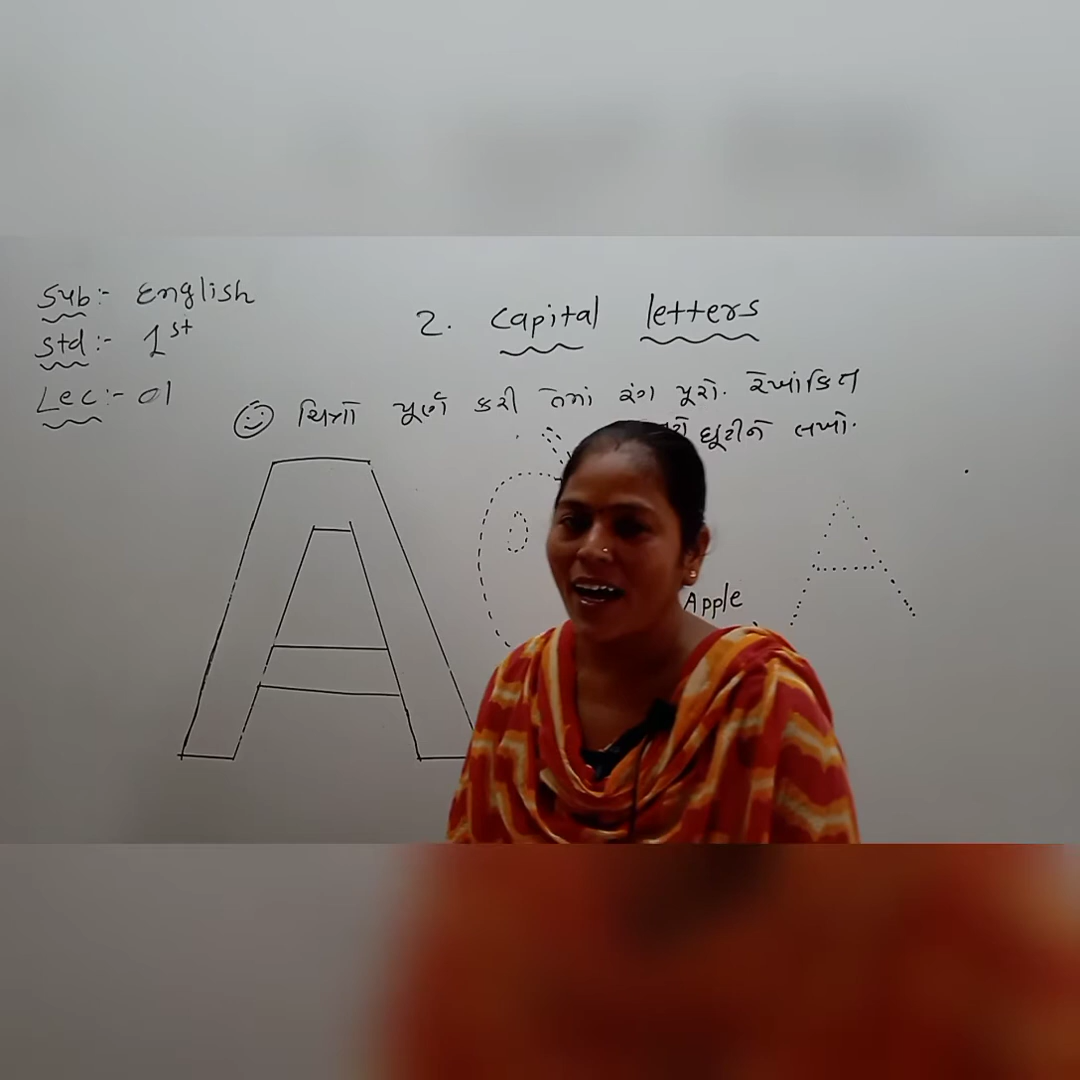 Sub:- English
Std:- 1st
Lec:- 01
2. Capital letters
ચિત્રો પૂર્ણ કરી તેમાં રંગ પૂરો. રેખાંકિત
ઘૂંટીને લખો.
Apple
A
A